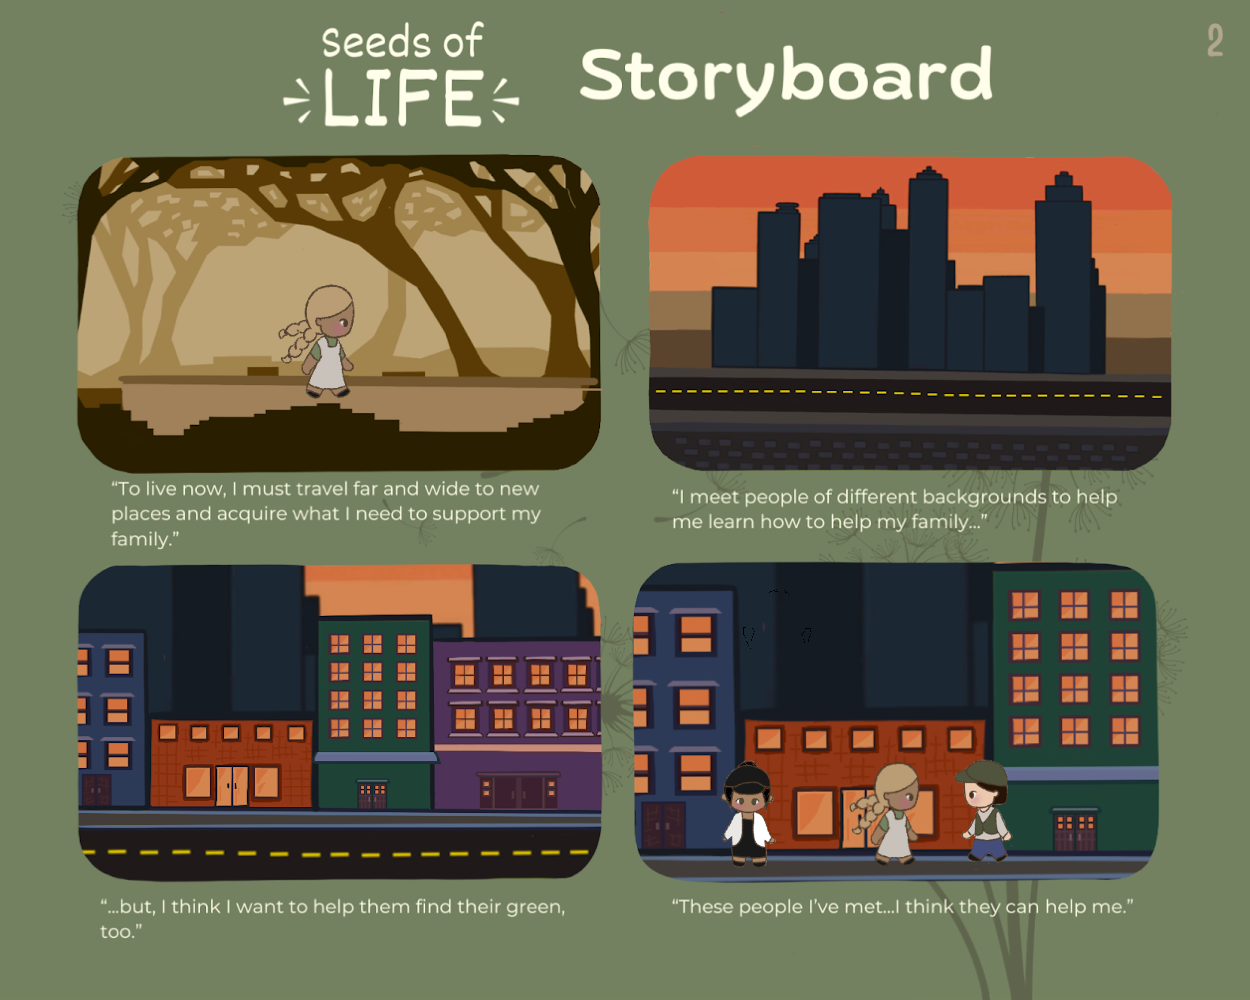 Seeds of
LIFE
Storyboard
2
“To live now, I must travel far and wide to new
places and acquire what I need to support my
family.”
“I meet people of different backgrounds to help
me learn how to help my family...”
“...but, I think I want to help them find their green,
too.”
“These people I’ve met...I think they can help me.”